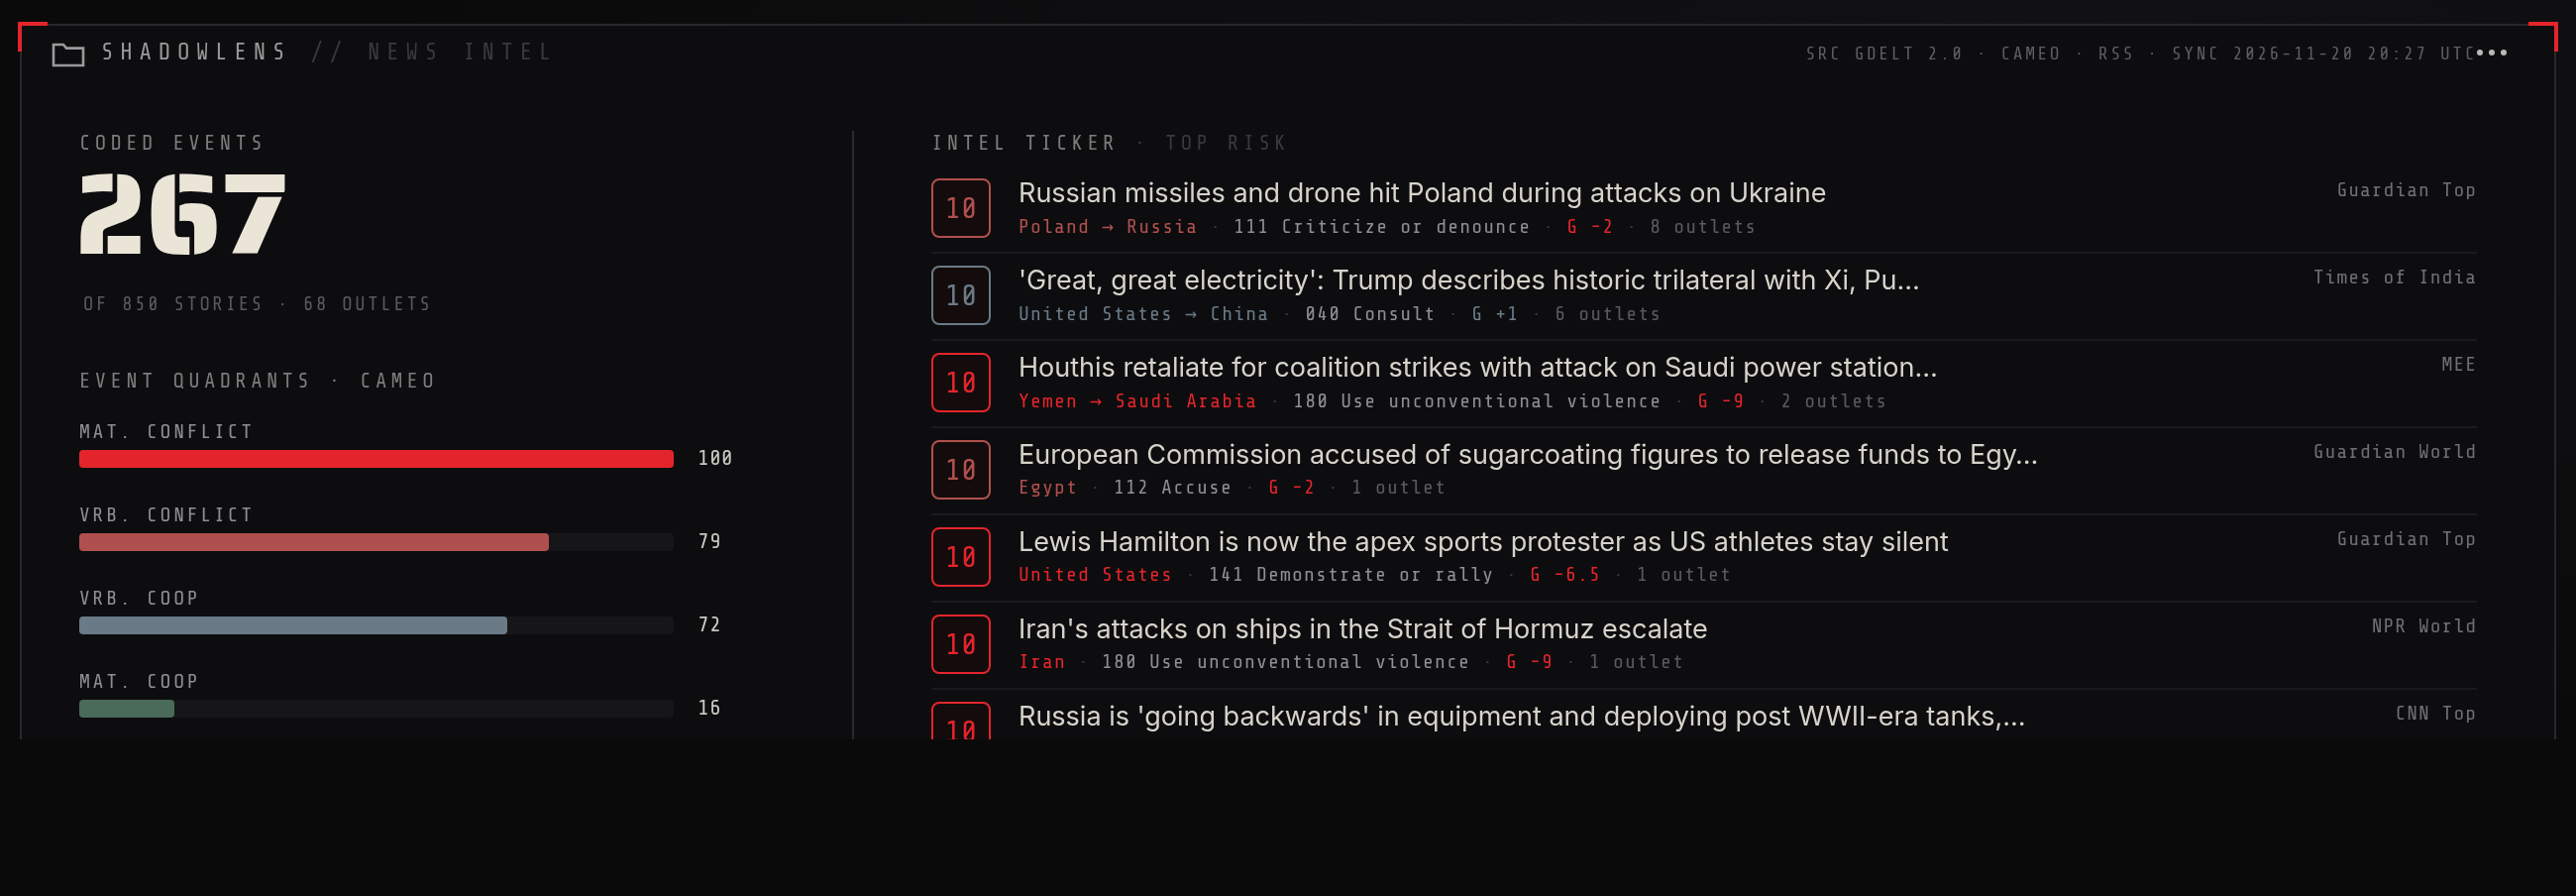 SHADOWLENS // NEWS INTEL
SRC GDELT 2.0 · CAMEO · RSS · SYNC 2026-11-20 20:27 UTC
CODED EVENTS
267
OF 850 STORIES · 68 OUTLETS
EVENT QUADRANTS · CAMEO
MAT. CONFLICT
100
VRB. CONFLICT
79
VRB. COOP
72
MAT. COOP
16
INTEL TICKER · TOP RISK
10
Russian missiles and drone hit Poland during attacks on Ukraine
Guardian Top
Poland → Russia · 111 Criticize or denounce · G -2 · 8 outlets
10
'Great, great electricity': Trump describes historic trilateral with Xi, Pu...
Times of India
United States → China · 040 Consult · G +1 · 6 outlets
10
Houthis retaliate for coalition strikes with attack on Saudi power station...
MEE
Yemen → Saudi Arabia · 180 Use unconventional violence · G -9 · 2 outlets
10
European Commission accused of sugarcoating figures to release funds to Egy...
Guardian World
Egypt · 112 Accuse · G -2 · 1 outlet
10
Lewis Hamilton is now the apex sports protester as US athletes stay silent
Guardian Top
United States · 141 Demonstrate or rally · G -6.5 · 1 outlet
10
Iran's attacks on ships in the Strait of Hormuz escalate
NPR World
Iran · 180 Use unconventional violence · G -9 · 1 outlet
10
Russia is 'going backwards' in equipment and deploying post WWII-era tanks,...
CNN Top